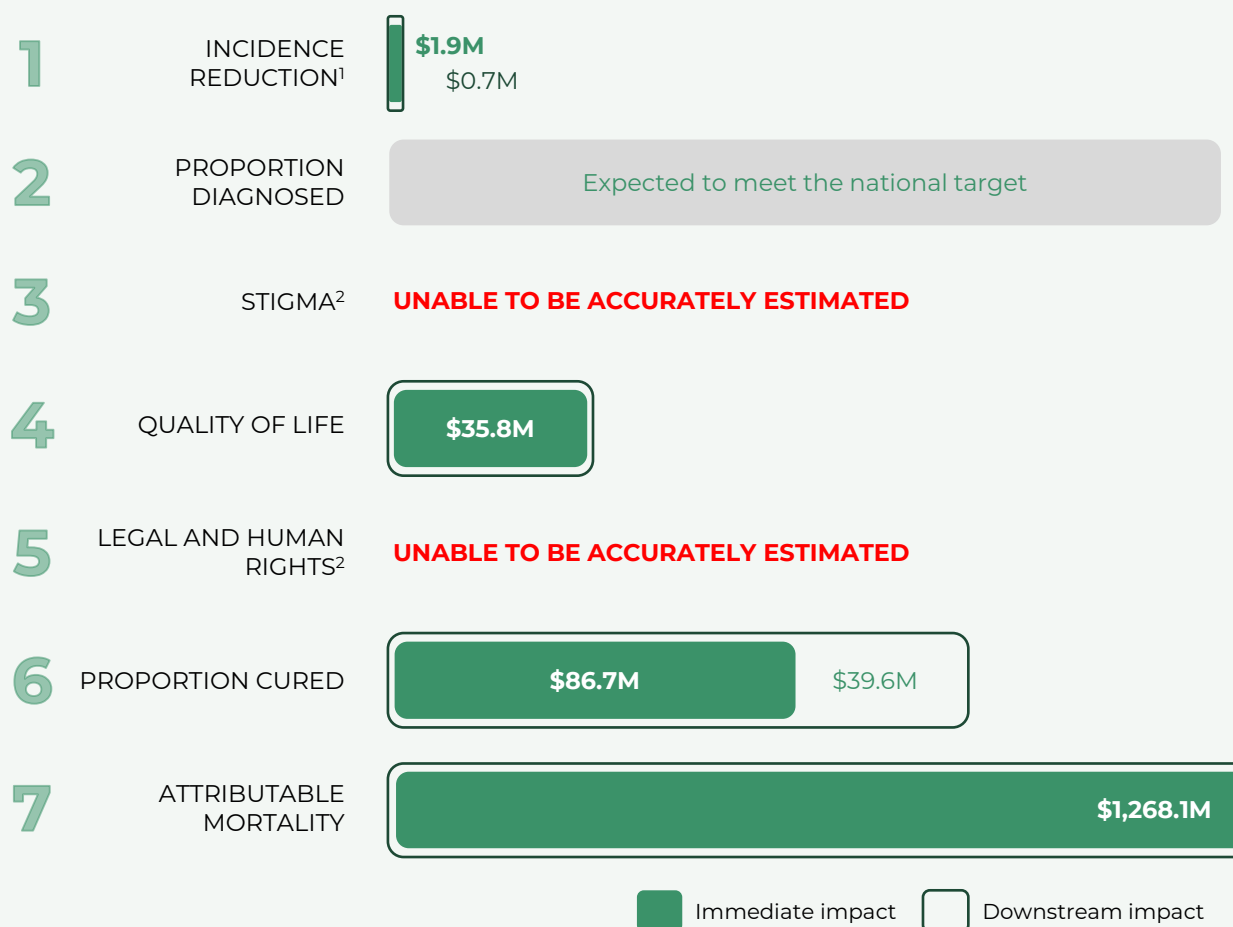 1
INCIDENCE
REDUCTION¹
$1.9M
$0.7M
2
PROPORTION
DIAGNOSED
Expected to meet the national target
3
STIGMA²
UNABLE TO BE ACCURATELY ESTIMATED
4
QUALITY OF LIFE
$35.8M
5
LEGAL AND HUMAN
RIGHTS²
UNABLE TO BE ACCURATELY ESTIMATED
6
PROPORTION CURED
$86.7M
$39.6M
7
ATTRIBUTABLE
MORTALITY
$1,268.1M
Immediate impact
Downstream impact